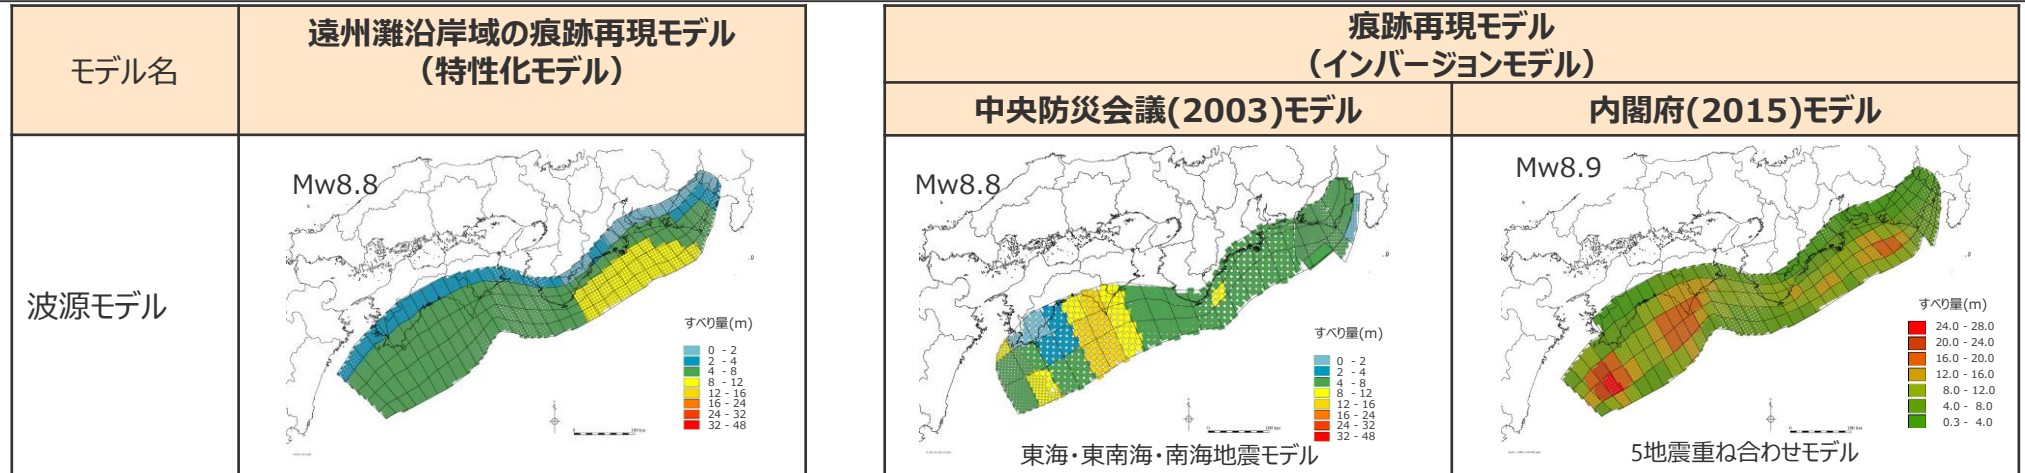 モデル名
遠州灘沿岸域の痕跡再現モデル
（特性化モデル）
痕跡再現モデル
（インバージョンモデル）
中央防災会議(2003)モデル
内閣府(2015)モデル
波源モデル
Mw8.8
すべり量(m)
0 - 2
2 - 4
4 - 8
8 - 12
12 - 16
16 - 24
24 - 32
32 - 48
Mw8.8
すべり量(m)
0 - 2
2 - 4
4 - 8
8 - 12
12 - 16
16 - 24
24 - 32
32 - 48
東海・東南海・南海地震モデル
Mw8.9
すべり量(m)
24.0 - 28.0
20.0 - 24.0
16.0 - 20.0
12.0 - 16.0
8.0 - 12.0
4.0 - 8.0
0.3 - 4.0
5地震重ね合わせモデル